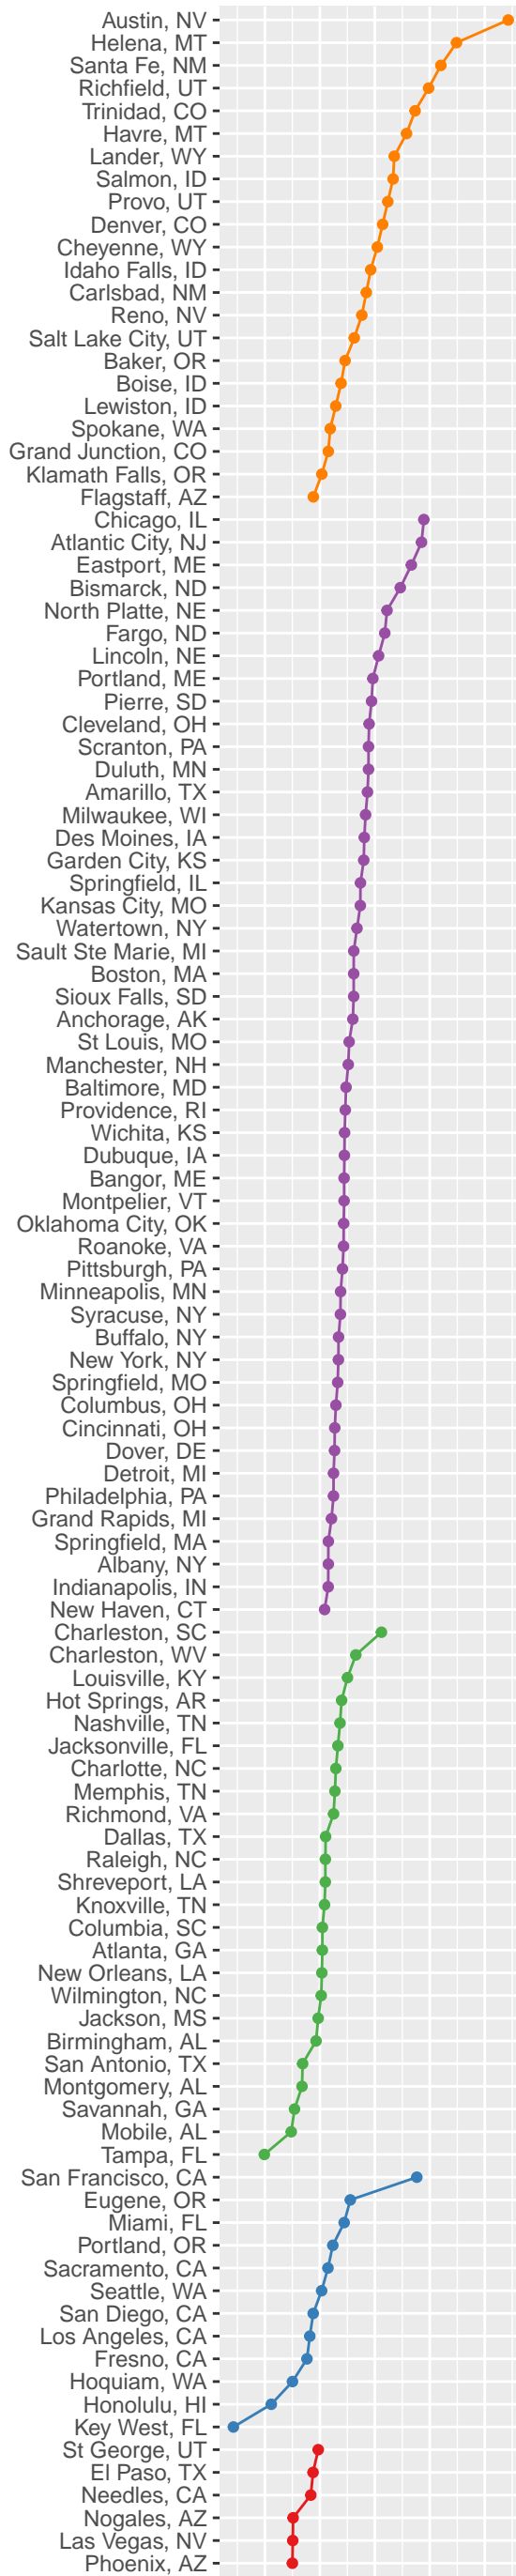 Austin, NV
Helena, MT
Santa Fe, NM
Richfield, UT
Trinidad, CO
Havre, MT
Lander, WY
Salmon, ID
Provo, UT
Denver, CO
Cheyenne, WY
Idaho Falls, ID
Carlsbad, NM
Reno, NV
Salt Lake City, UT
Baker, OR
Boise, ID
Lewiston, ID
Spokane, WA
Grand Junction, CO
Klamath Falls, OR
Flagstaff, AZ
Chicago, IL
Atlantic City, NJ
Eastport, ME
Bismarck, ND
North Platte, NE
Fargo, ND
Lincoln, NE
Portland, ME
Pierre, SD
Cleveland, OH
Scranton, PA
Duluth, MN
Amarillo, TX
Milwaukee, WI
Des Moines, IA
Garden City, KS
Springfield, IL
Kansas City, MO
Watertown, NY
Sault Ste Marie, MI
Boston, MA
Sioux Falls, SD
Anchorage, AK
St Louis, MO
Manchester, NH
Baltimore, MD
Providence, RI
Wichita, KS
Dubuque, IA
Bangor, ME
Montpelier, VT
Oklahoma City, OK
Roanoke, VA
Pittsburgh, PA
Minneapolis, MN
Syracuse, NY
Buffalo, NY
New York, NY
Springfield, MO
Columbus, OH
Cincinnati, OH
Dover, DE
Detroit, MI
Philadelphia, PA
Grand Rapids, MI
Springfield, MA
Albany, NY
Indianapolis, IN
New Haven, CT
Charleston, SC
Charleston, WV
Louisville, KY
Hot Springs, AR
Nashville, TN
Jacksonville, FL
Charlotte, NC
Memphis, TN
Richmond, VA
Dallas, TX
Raleigh, NC
Shreveport, LA
Knoxville, TN
Columbia, SC
Atlanta, GA
New Orleans, LA
Wilmington, NC
Jackson, MS
Birmingham, AL
San Antonio, TX
Montgomery, AL
Savannah, GA
Mobile, AL
Tampa, FL
San Francisco, CA
Eugene, OR
Miami, FL
Portland, OR
Sacramento, CA
Seattle, WA
San Diego, CA
Los Angeles, CA
Fresno, CA
Hoquiam, WA
Honolulu, HI
Key West, FL
St George, UT
El Paso, TX
Needles, CA
Nogales, AZ
Las Vegas, NV
Phoenix, AZ